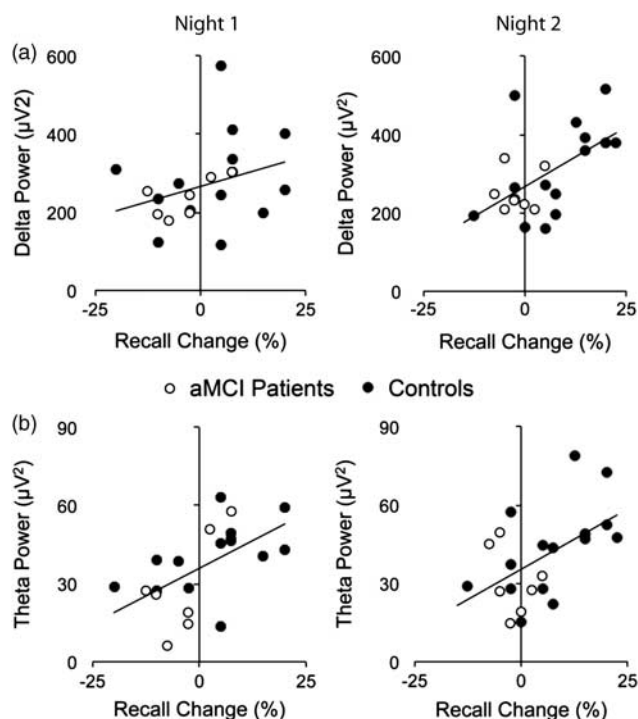 Night 1 Night 2
(a)
Delta Power (µV2) Delta Power (µV²)
600 600
400 400
200 200
0 0
-25 0 25 -25 0 25
Recall Change (%) Recall Change (%)
aMCI Patients Controls
(b)
Theta Power (µV²) Theta Power (µV²)
90 90
60 60
30 30
0 0
-25 0 25 -25 0 25
Recall Change (%) Recall Change (%)